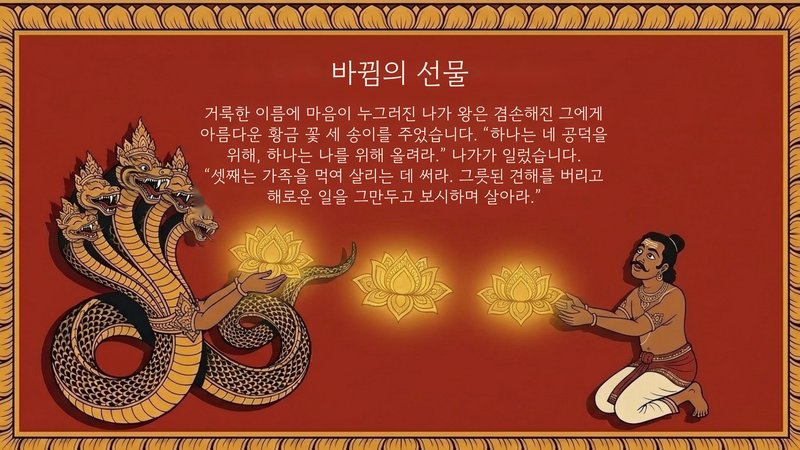 바뀜의 선물
거룩한 이름에 마음이 누그러진 나가 왕은 겸손해진 그에게
아름다운 황금 꽃 세 송이를 주었습니다. “하나는 네 공덕을
위해, 하나는 나를 위해 올려라.” 나가가 일렀습니다.
“셋째는 가족을 먹여 살리는 데 써라. 그릇된 견해를 버리고
해로운 일을 그만두고 보시하며 살아라.”